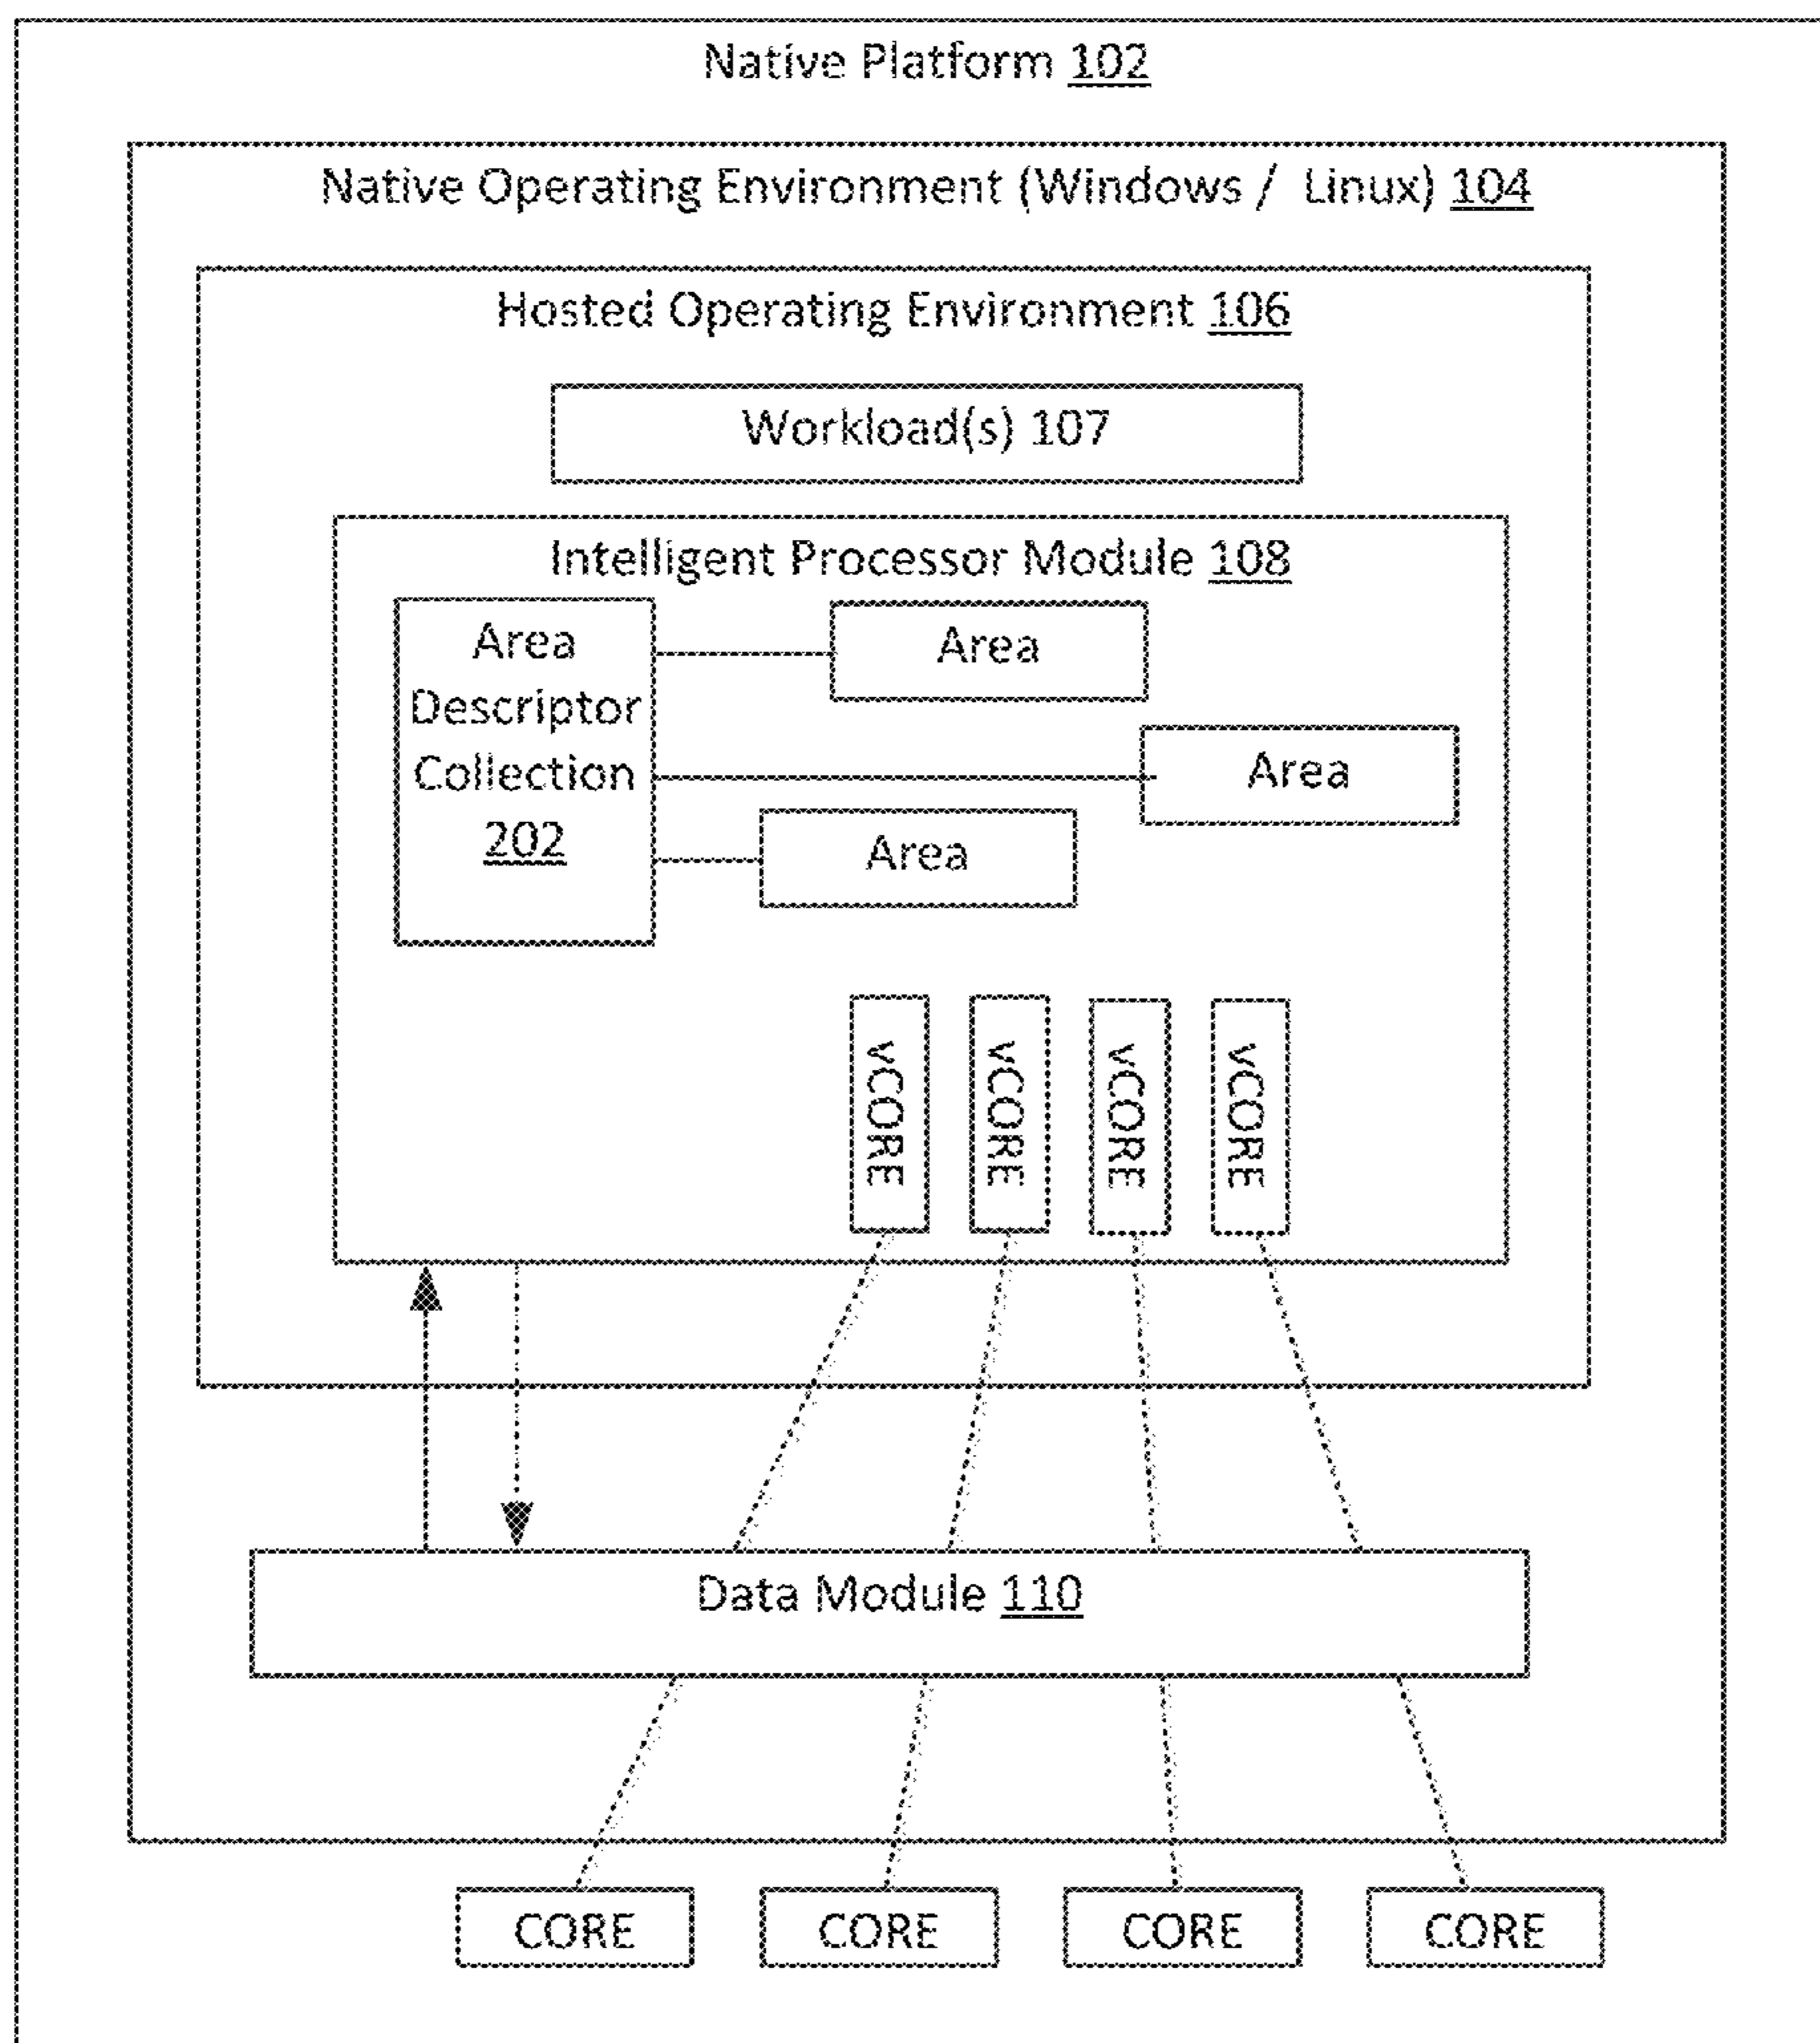 Native Platform 102
Native Operating Environment (Windows / Linux) 104
Hosted Operating Environment 106
Workload(s) 107
Intelligent Processor Module 108
Area
Descriptor
Collection
202
Area
Area
Area
vCORE
vCORE
vCORE
vCORE
Data Module 110
CORE
CORE
CORE
CORE